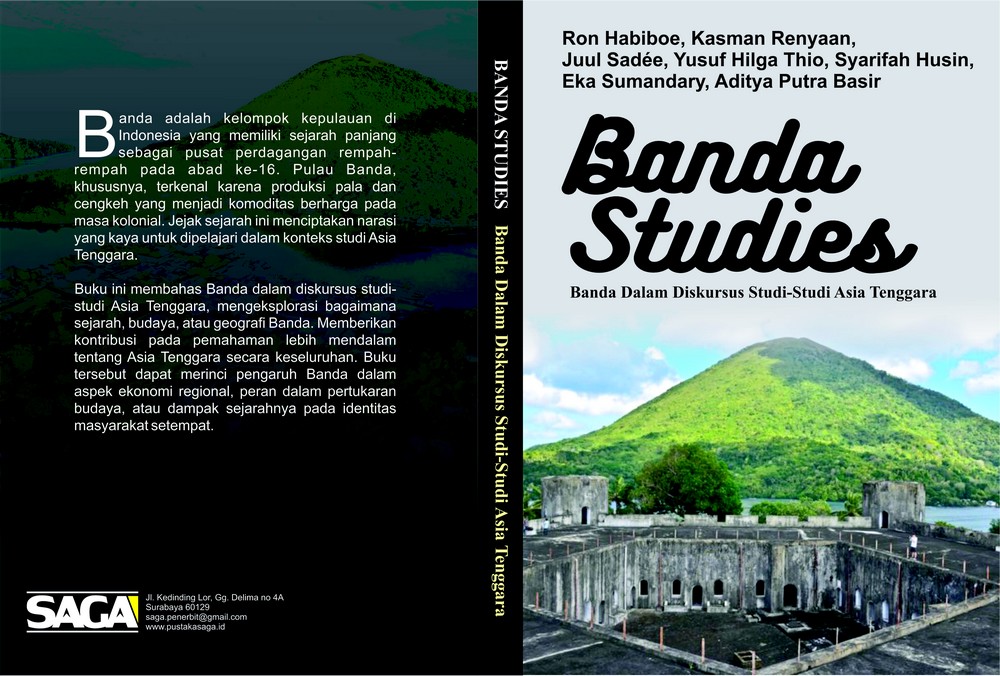 Banda adalah kelompok kepulauan di
Indonesia yang memiliki sejarah panjang
sebagai pusat perdagangan rempah-
rempah pada abad ke-16. Pulau Banda,
khususnya, terkenal karena produksi pala dan
cengkeh yang menjadi komoditas berharga pada
masa kolonial. Jejak sejarah ini menciptakan narasi
yang kaya untuk dipelajari dalam konteks studi Asia
Tenggara.
Buku ini membahas Banda dalam diskursus studi-
studi Asia Tenggara, mengeksplorasi bagaimana
sejarah, budaya, atau geografi Banda. Memberikan
kontribusi pada pemahaman lebih mendalam
tentang Asia Tenggara secara keseluruhan. Buku
tersebut dapat merinci pengaruh Banda dalam
aspek ekonomi regional, peran dalam pertukaran
budaya, atau dampak sejarahnya pada identitas
masyarakat setempat.
SAGA
Jl. Kedinding Lor, Gg. Delima no 4A
Surabaya 60129
saga.penerbit@gmail.com
www.pustakasaga.id
BANDA STUDIES Banda Dalam Diskursus Studi-Studi Asia Tenggara
Ron Habiboe, Kasman Renyaan,
Juul Sadée, Yusuf Hilga Thio, Syarifah Husin,
Eka Sumandary, Aditya Putra Basir
Banda
Studies
Banda Dalam Diskursus Studi-Studi Asia Tenggara